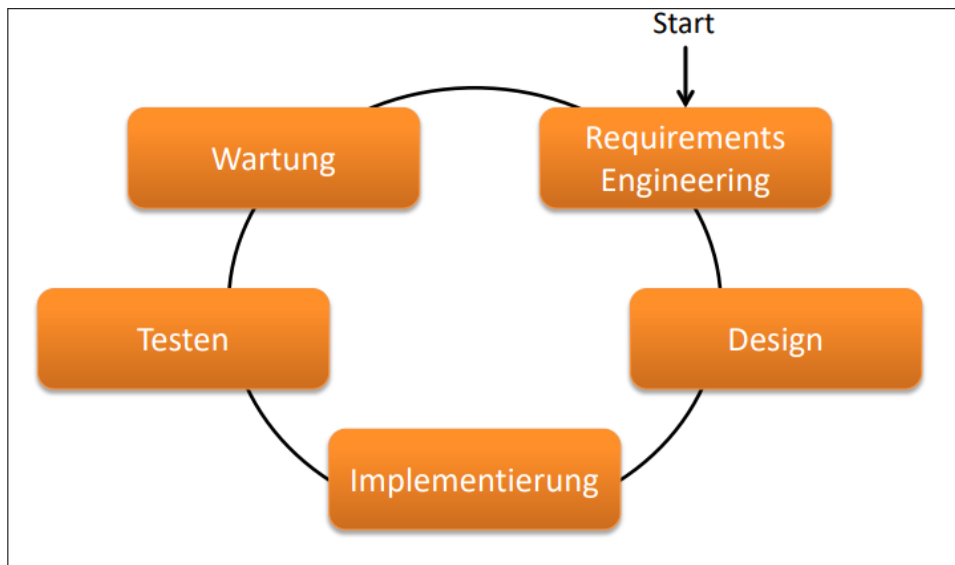 Start
Requirements
Engineering
Wartung
Testen
Design
Implementierung